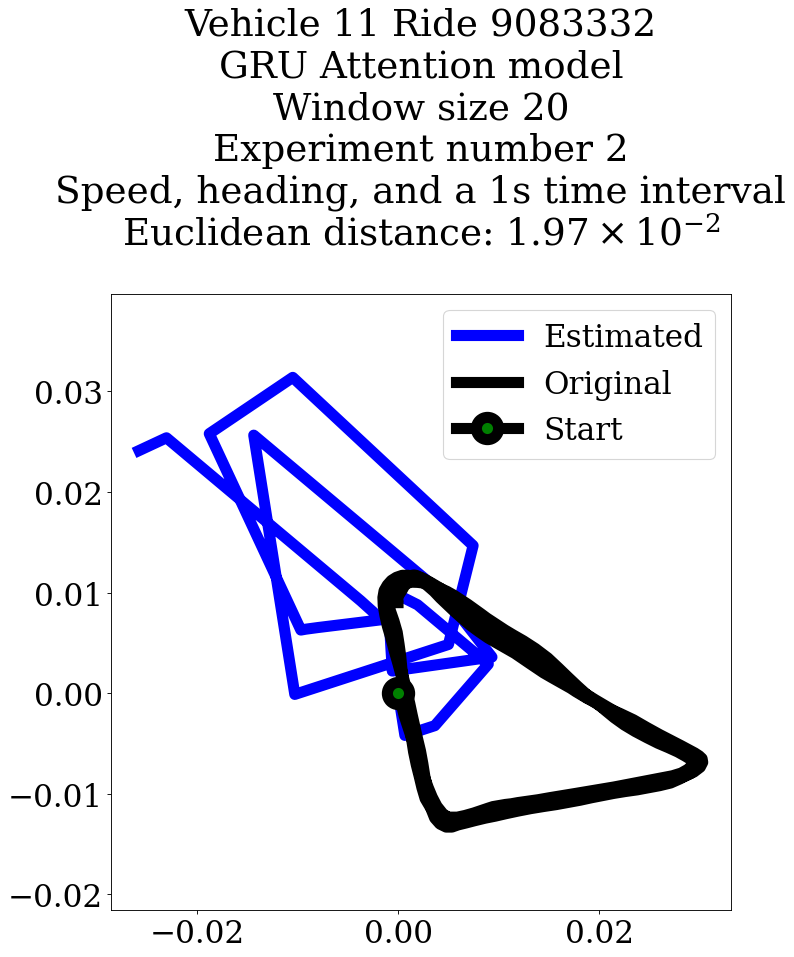 Vehicle 11 Ride 9083332
GRU Attention model
Window size 20
Experiment number 2
Speed, heading, and a 1s time interval
Euclidean distance: 1.97 × 10⁻²
Estimated
Original
Start
0.03
0.02
0.01
0.00
−0.01
−0.02
−0.02
0.00
0.02